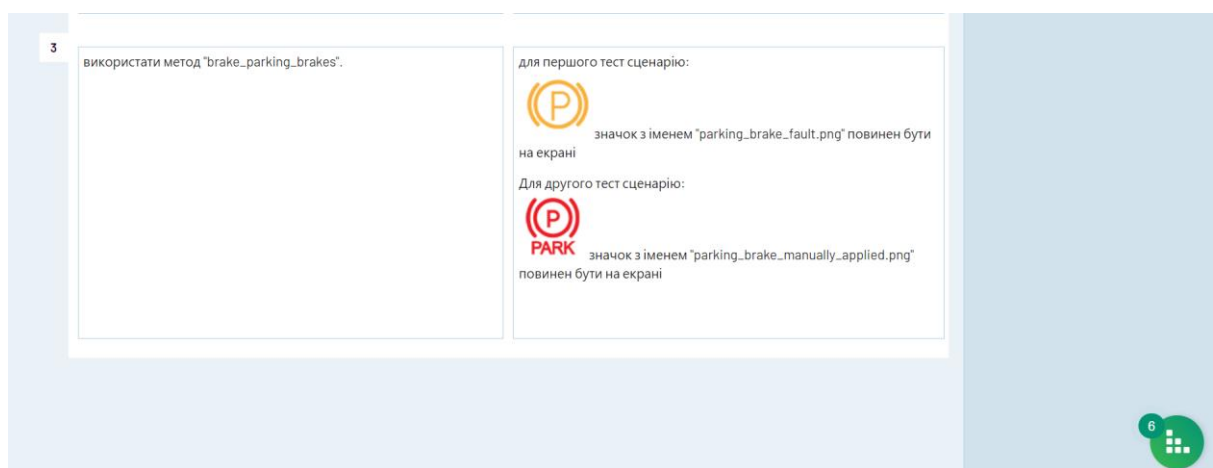 3
використати метод "brake_parking_brakes".
для першого тест сценарію:
P
значок з іменем "parking_brake_fault.png" повинен бути
на екрані
Для другого тест сценарію:
P
PARK
значок з іменем "parking_brake_manually_applied.png"
повинен бути на екрані
6